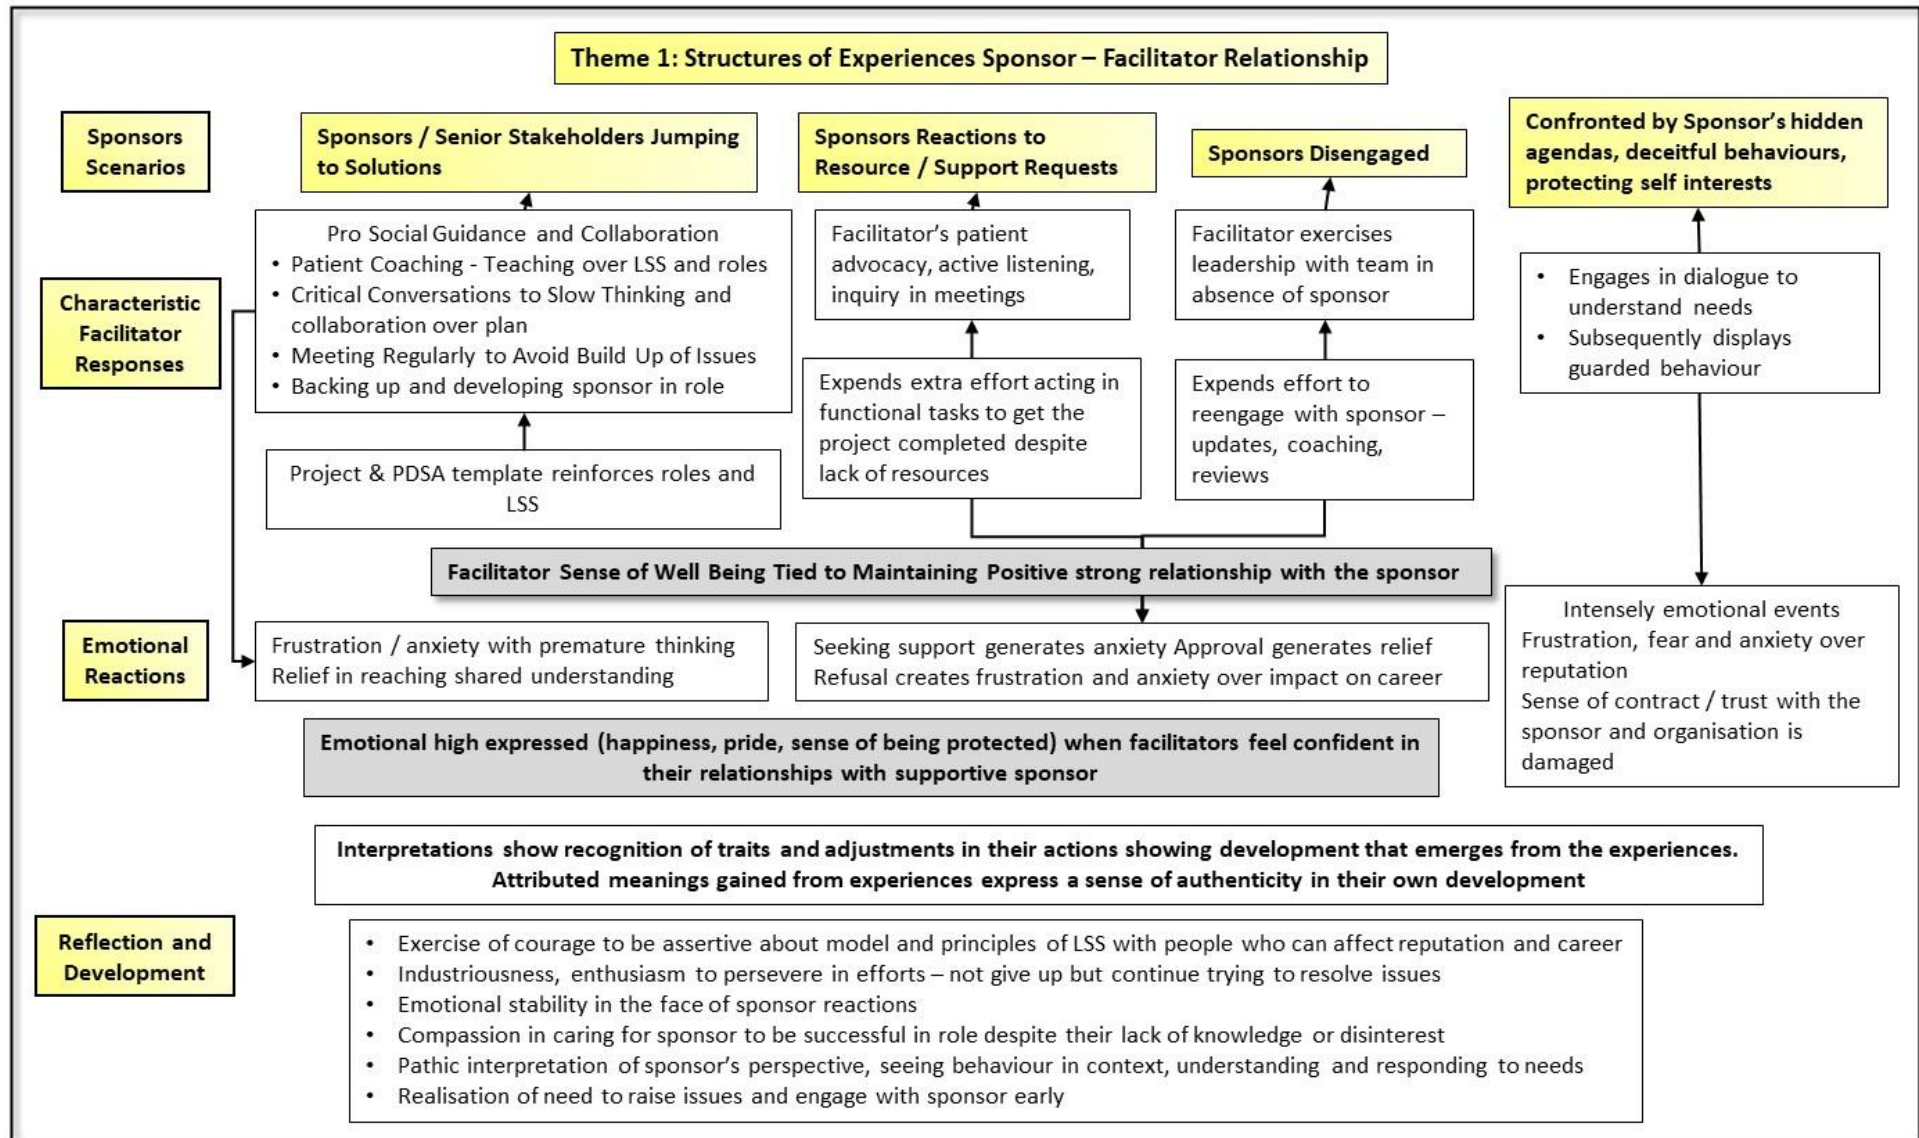 Theme 1: Structures of Experiences Sponsor – Facilitator Relationship
Sponsors
Scenarios
Sponsors / Senior Stakeholders Jumping
to Solutions
Sponsors Reactions to
Resource / Support Requests
Sponsors Disengaged
Confronted by Sponsor's hidden
agendas, deceitful behaviours,
protecting self interests
Characteristic
Facilitator
Responses
Pro Social Guidance and Collaboration
• Patient Coaching - Teaching over LSS and roles
• Critical Conversations to Slow Thinking and
collaboration over plan
• Meeting Regularly to Avoid Build Up of Issues
• Backing up and developing sponsor in role
Project & PDSA template reinforces roles and
LSS
Facilitator's patient
advocacy, active listening,
inquiry in meetings
Expends extra effort acting in
functional tasks to get the
project completed despite
lack of resources
Facilitator exercises
leadership with team in
absence of sponsor
Expends effort to
reengage with sponsor –
updates, coaching,
reviews
• Engages in dialogue to
understand needs
• Subsequently displays
guarded behaviour
Facilitator Sense of Well Being Tied to Maintaining Positive strong relationship with the sponsor
Emotional
Reactions
Frustration / anxiety with premature thinking
Relief in reaching shared understanding
Seeking support generates anxiety Approval generates relief
Refusal creates frustration and anxiety over impact on career
Intensely emotional events
Frustration, fear and anxiety over
reputation
Sense of contract / trust with the
sponsor and organisation is
damaged
Emotional high expressed (happiness, pride, sense of being protected) when facilitators feel confident in
their relationships with supportive sponsor
Interpretations show recognition of traits and adjustments in their actions showing development that emerges from the experiences.
Attributed meanings gained from experiences express a sense of authenticity in their own development
Reflection and
Development
• Exercise of courage to be assertive about model and principles of LSS with people who can affect reputation and career
• Industriousness, enthusiasm to persevere in efforts – not give up but continue trying to resolve issues
• Emotional stability in the face of sponsor reactions
• Compassion in caring for sponsor to be successful in role despite their lack of knowledge or disinterest
• Pathic interpretation of sponsor's perspective, seeing behaviour in context, understanding and responding to needs
• Realisation of need to raise issues and engage with sponsor early